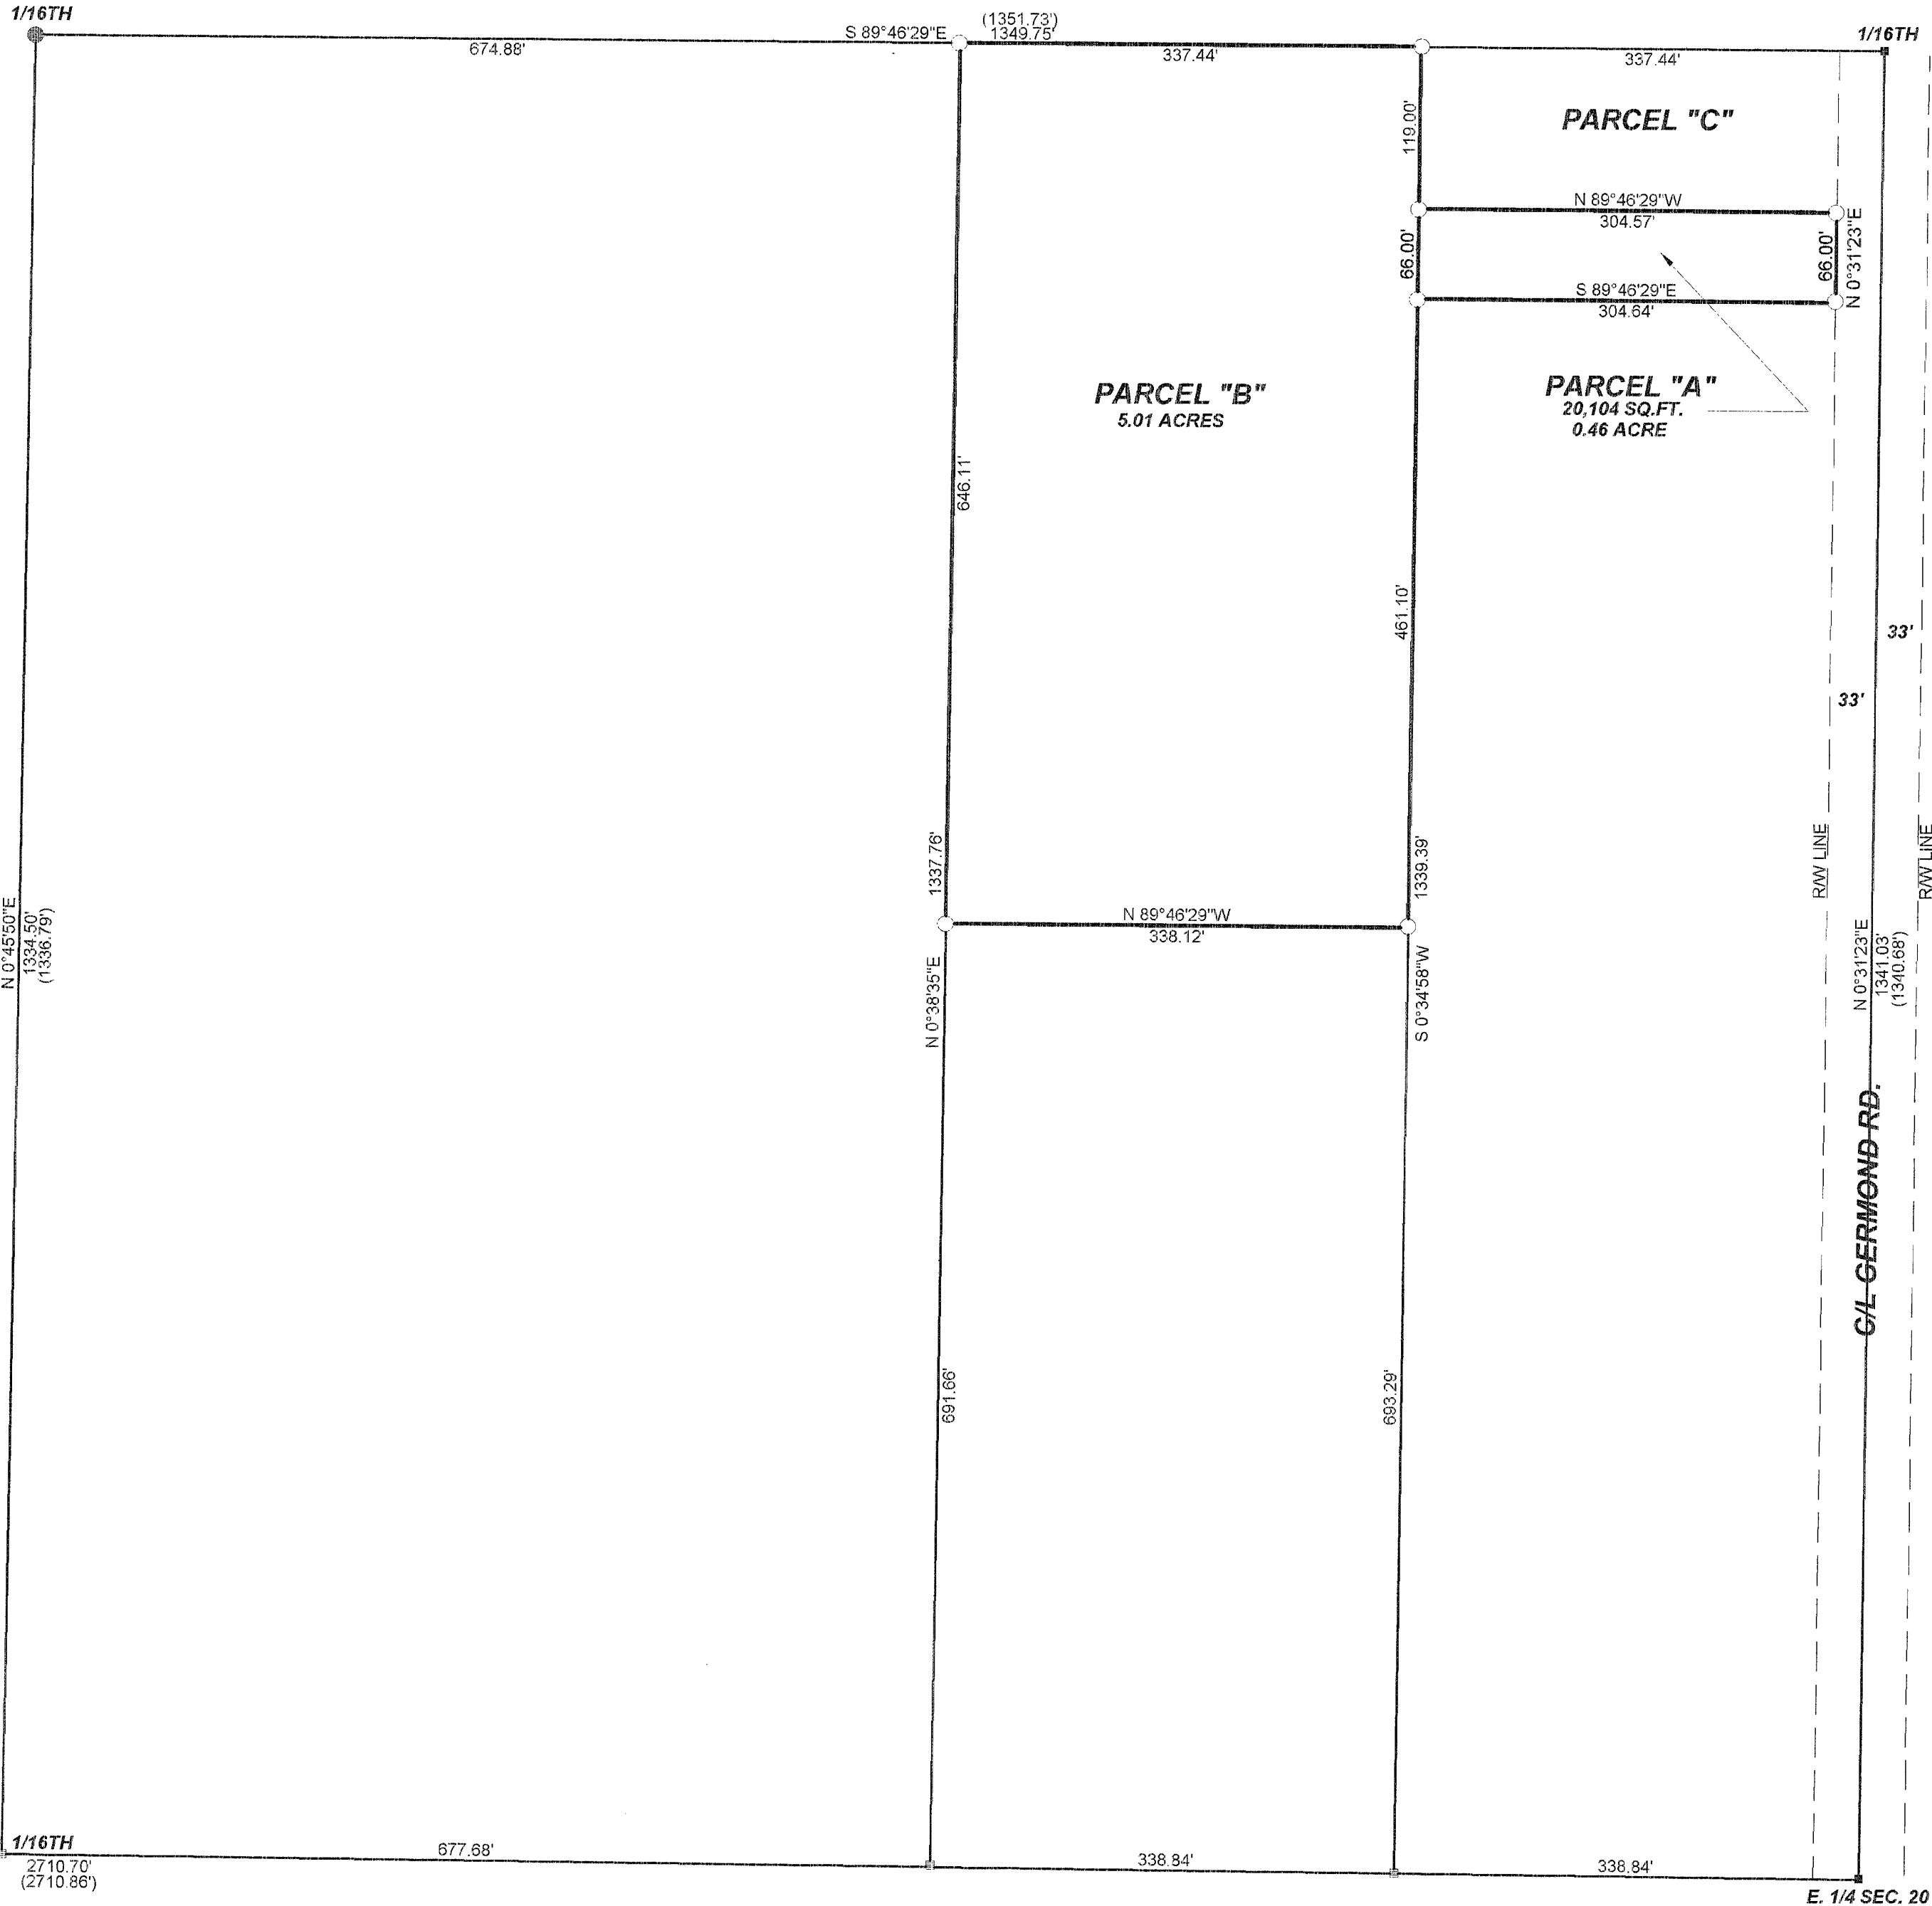 1/16TH
(1351.73')
S 89°46'29"E
1349.75'
1/16TH
674.88'
337.44'
337.44'
119.00'
PARCEL "C"
N 89°46'29"W
304.57'
66.00'
66.00'
N 0°31'23"E
S 89°46'29"E
304.64'
PARCEL "B"
5.01 ACRES
PARCEL "A"
20,104 SQ.FT.
0.46 ACRE
646.11'
461.10'
33'
33'
1337.76'
1339.39'
R/W LINE
R/W LINE
N 89°46'29"W
338.12'
N 0°45'50"E
1334.50'
(1336.79')
N 0°38'35"E
S 0°34'58"W
N 0°31'23"E
1341.03'
(1340.68')
C/L GERMOND RD.
691.66'
693.29'
1/16TH
677.68'
338.84'
338.84'
2710.70'
(2710.86')
E. 1/4 SEC. 20